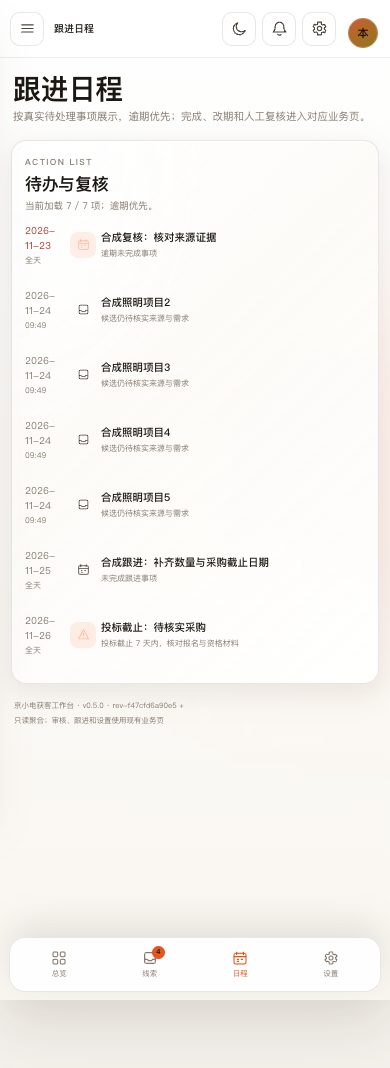 跟进日程
本
跟进日程
按真实待处理事项展示，逾期优先；完成、改期和人工复核进入对应业务页。
ACTION LIST
待办与复核
当前加载 7 / 7 项；逾期优先。
2026-
11-23
全天
合成复核：核对来源证据
逾期未完成事项
2026-
11-24
09:49
合成照明项目2
候选仍待核实来源与需求
2026-
11-24
09:49
合成照明项目3
候选仍待核实来源与需求
2026-
11-24
09:49
合成照明项目4
候选仍待核实来源与需求
2026-
11-24
09:49
合成照明项目5
候选仍待核实来源与需求
2026-
11-25
全天
合成跟进：补齐数量与采购截止日期
未完成跟进事项
2026-
11-26
全天
投标截止：待核实采购
投标截止 7 天内，核对报名与资格材料
京小电获客工作台 · v0.5.0 · rev-f47cfd6a90e5 +
只读聚合；审核、跟进和设置使用现有业务页
4
总览
线索
日程
设置